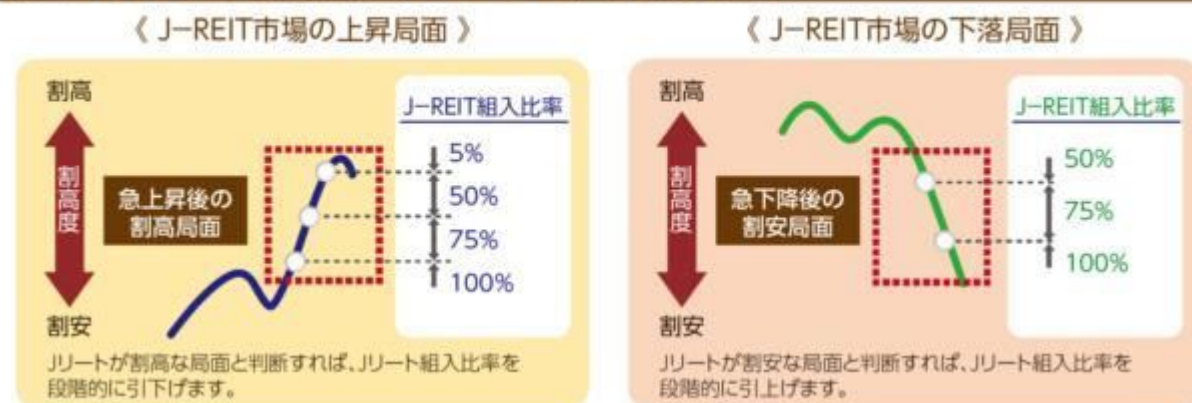 《 J−REIT市場の上昇局面 》
割高
割高度
割安
急上昇後の
割高局面
J−REIT組入比率
5%
50%
75%
100%
Jリートが割高な局面と判断すれば、Jリート組入比率を
段階的に引下げます。
《 J−REIT市場の下落局面 》
割高
割高度
割安
急下降後の
割安局面
J−REIT組入比率
50%
75%
100%
Jリートが割安な局面と判断すれば、Jリート組入比率を
段階的に引上げます。